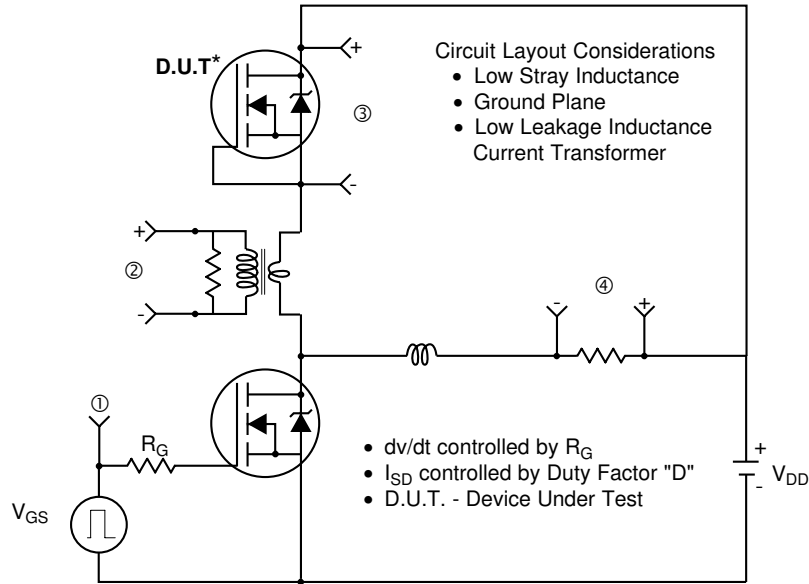 D.U.T*
+
Circuit Layout Considerations
• Low Stray Inductance
③
• Ground Plane
• Low Leakage Inductance
Current Transformer
-
+
②
④
-
+
-
①
R_G
• dv/dt controlled by R_G
+
• I_SD controlled by Duty Factor "D"
V_DD
• D.U.T. - Device Under Test
-
V_GS